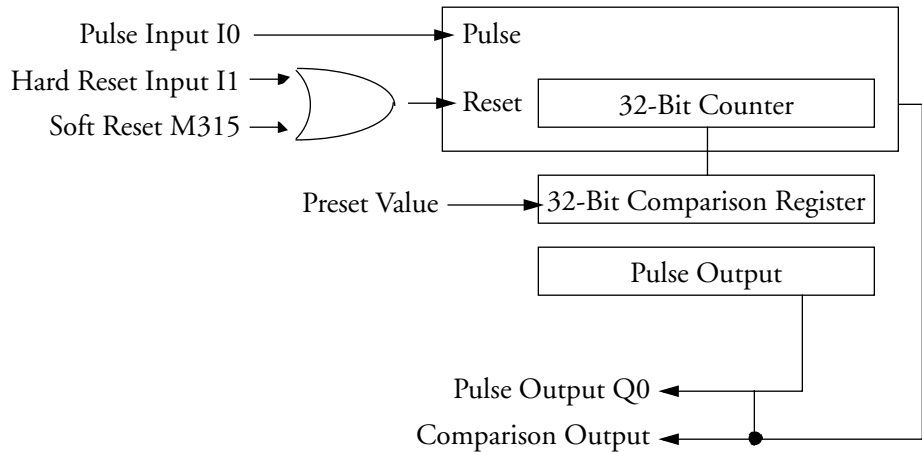 Pulse Input I0
Pulse
Hard Reset Input I1
Reset
32-Bit Counter
Soft Reset M315
Preset Value
32-Bit Comparison Register
Pulse Output
Pulse Output Q0
Comparison Output